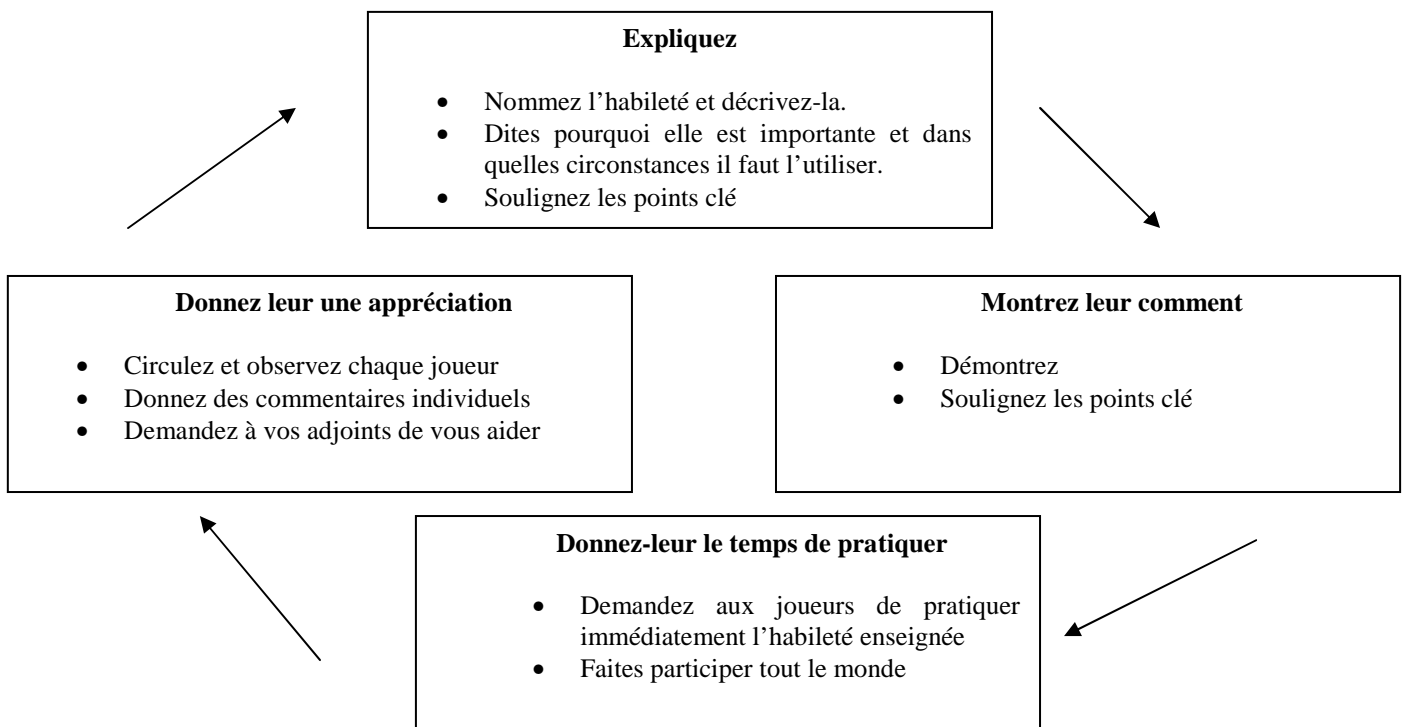 Expliquez
• Nommez l’habileté et décrivez-la.
• Dites pourquoi elle est importante et dans
quelles circonstances il faut l’utiliser.
• Soulignez les points clé
Donnez leur une appréciation
• Circulez et observez chaque joueur
• Donnez des commentaires individuels
• Demandez à vos adjoints de vous aider
Montrez leur comment
• Démontrez
• Soulignez les points clé
Donnez-leur le temps de pratiquer
• Demandez aux joueurs de pratiquer
immédiatement l’habileté enseignée
• Faites participer tout le monde